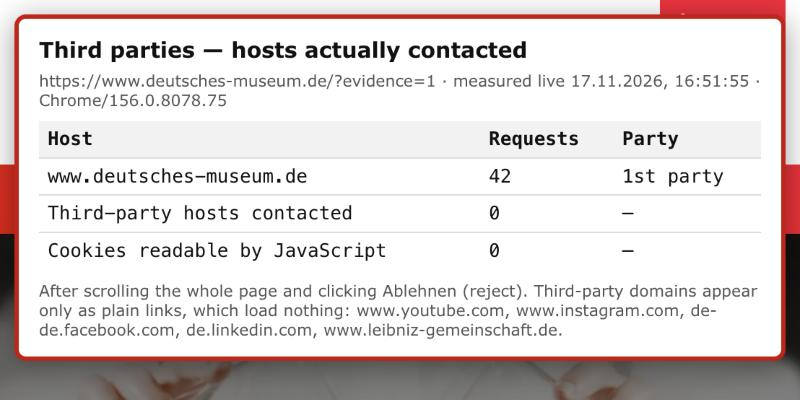 Third parties — hosts actually contacted
https://www.deutsches-museum.de/?evidence=1 · measured live 17.11.2026, 16:51:55 ·
Chrome/156.0.8078.75
Host Requests Party
www.deutsches-museum.de 42 1st party
Third-party hosts contacted 0 —
Cookies readable by JavaScript 0 —
After scrolling the whole page and clicking Ablehnen (reject). Third-party domains appear
only as plain links, which load nothing: www.youtube.com, www.instagram.com, de-
de.facebook.com, de.linkedin.com, www.leibniz-gemeinschaft.de.